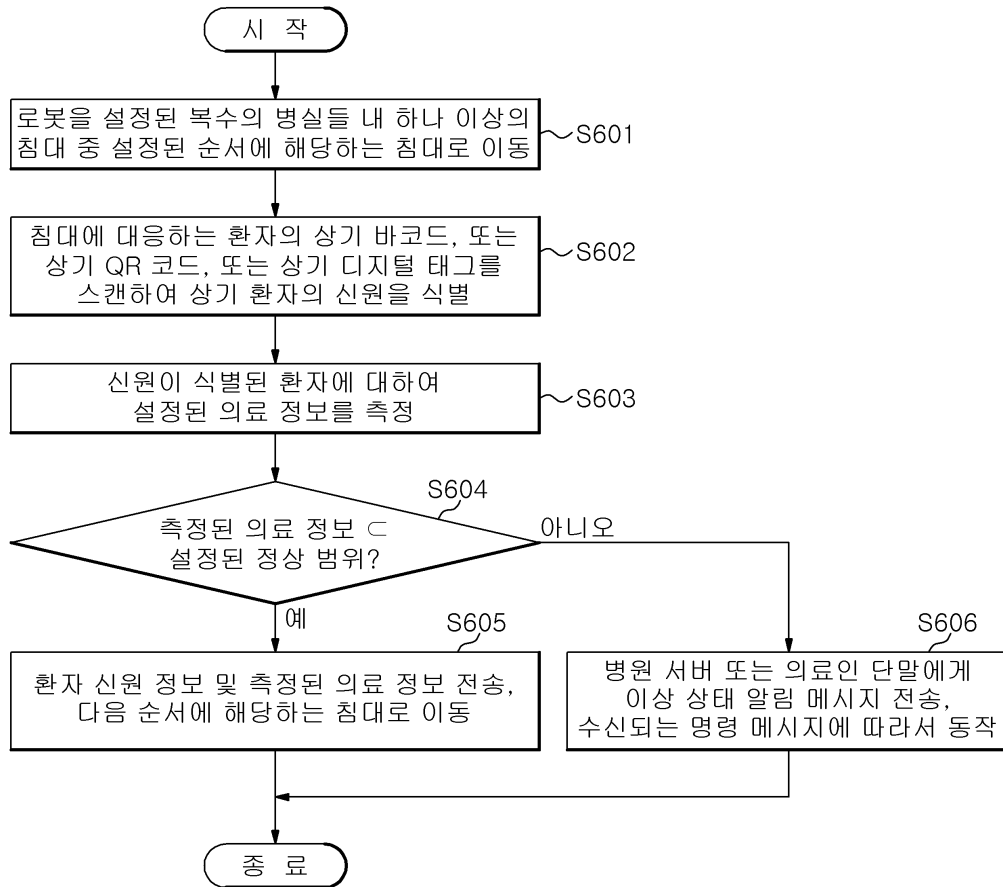 시 작
로봇을 설정된 복수의 병실들 내 하나 이상의
침대 중 설정된 순서에 해당하는 침대로 이동
S601
침대에 대응하는 환자의 상기 바코드, 또는
상기 QR 코드, 또는 상기 디지털 태그를
스캔하여 상기 환자의 신원을 식별
S602
신원이 식별된 환자에 대하여
설정된 의료 정보를 측정
S603
S604
측정된 의료 정보 ⊂
설정된 정상 범위?
아니오
예
S605
환자 신원 정보 및 측정된 의료 정보 전송,
다음 순서에 해당하는 침대로 이동
S606
병원 서버 또는 의료인 단말에게
이상 상태 알림 메시지 전송,
수신되는 명령 메시지에 따라서 동작
종 료